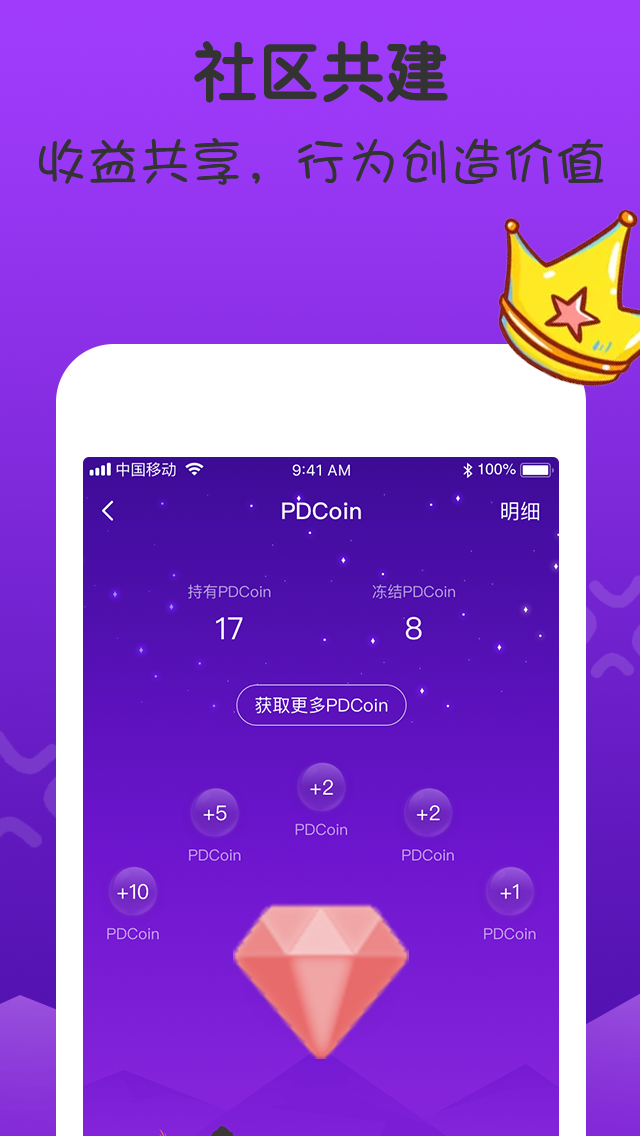 社区共建
收益共享，行为创造价值
中国移动 9:41 AM 100%
PDCoin 明细
持有PDCoin 冻结PDCoin
17 8
获取更多PDCoin
+2
PDCoin
+5 +2
PDCoin PDCoin
+10 +1
PDCoin PDCoin